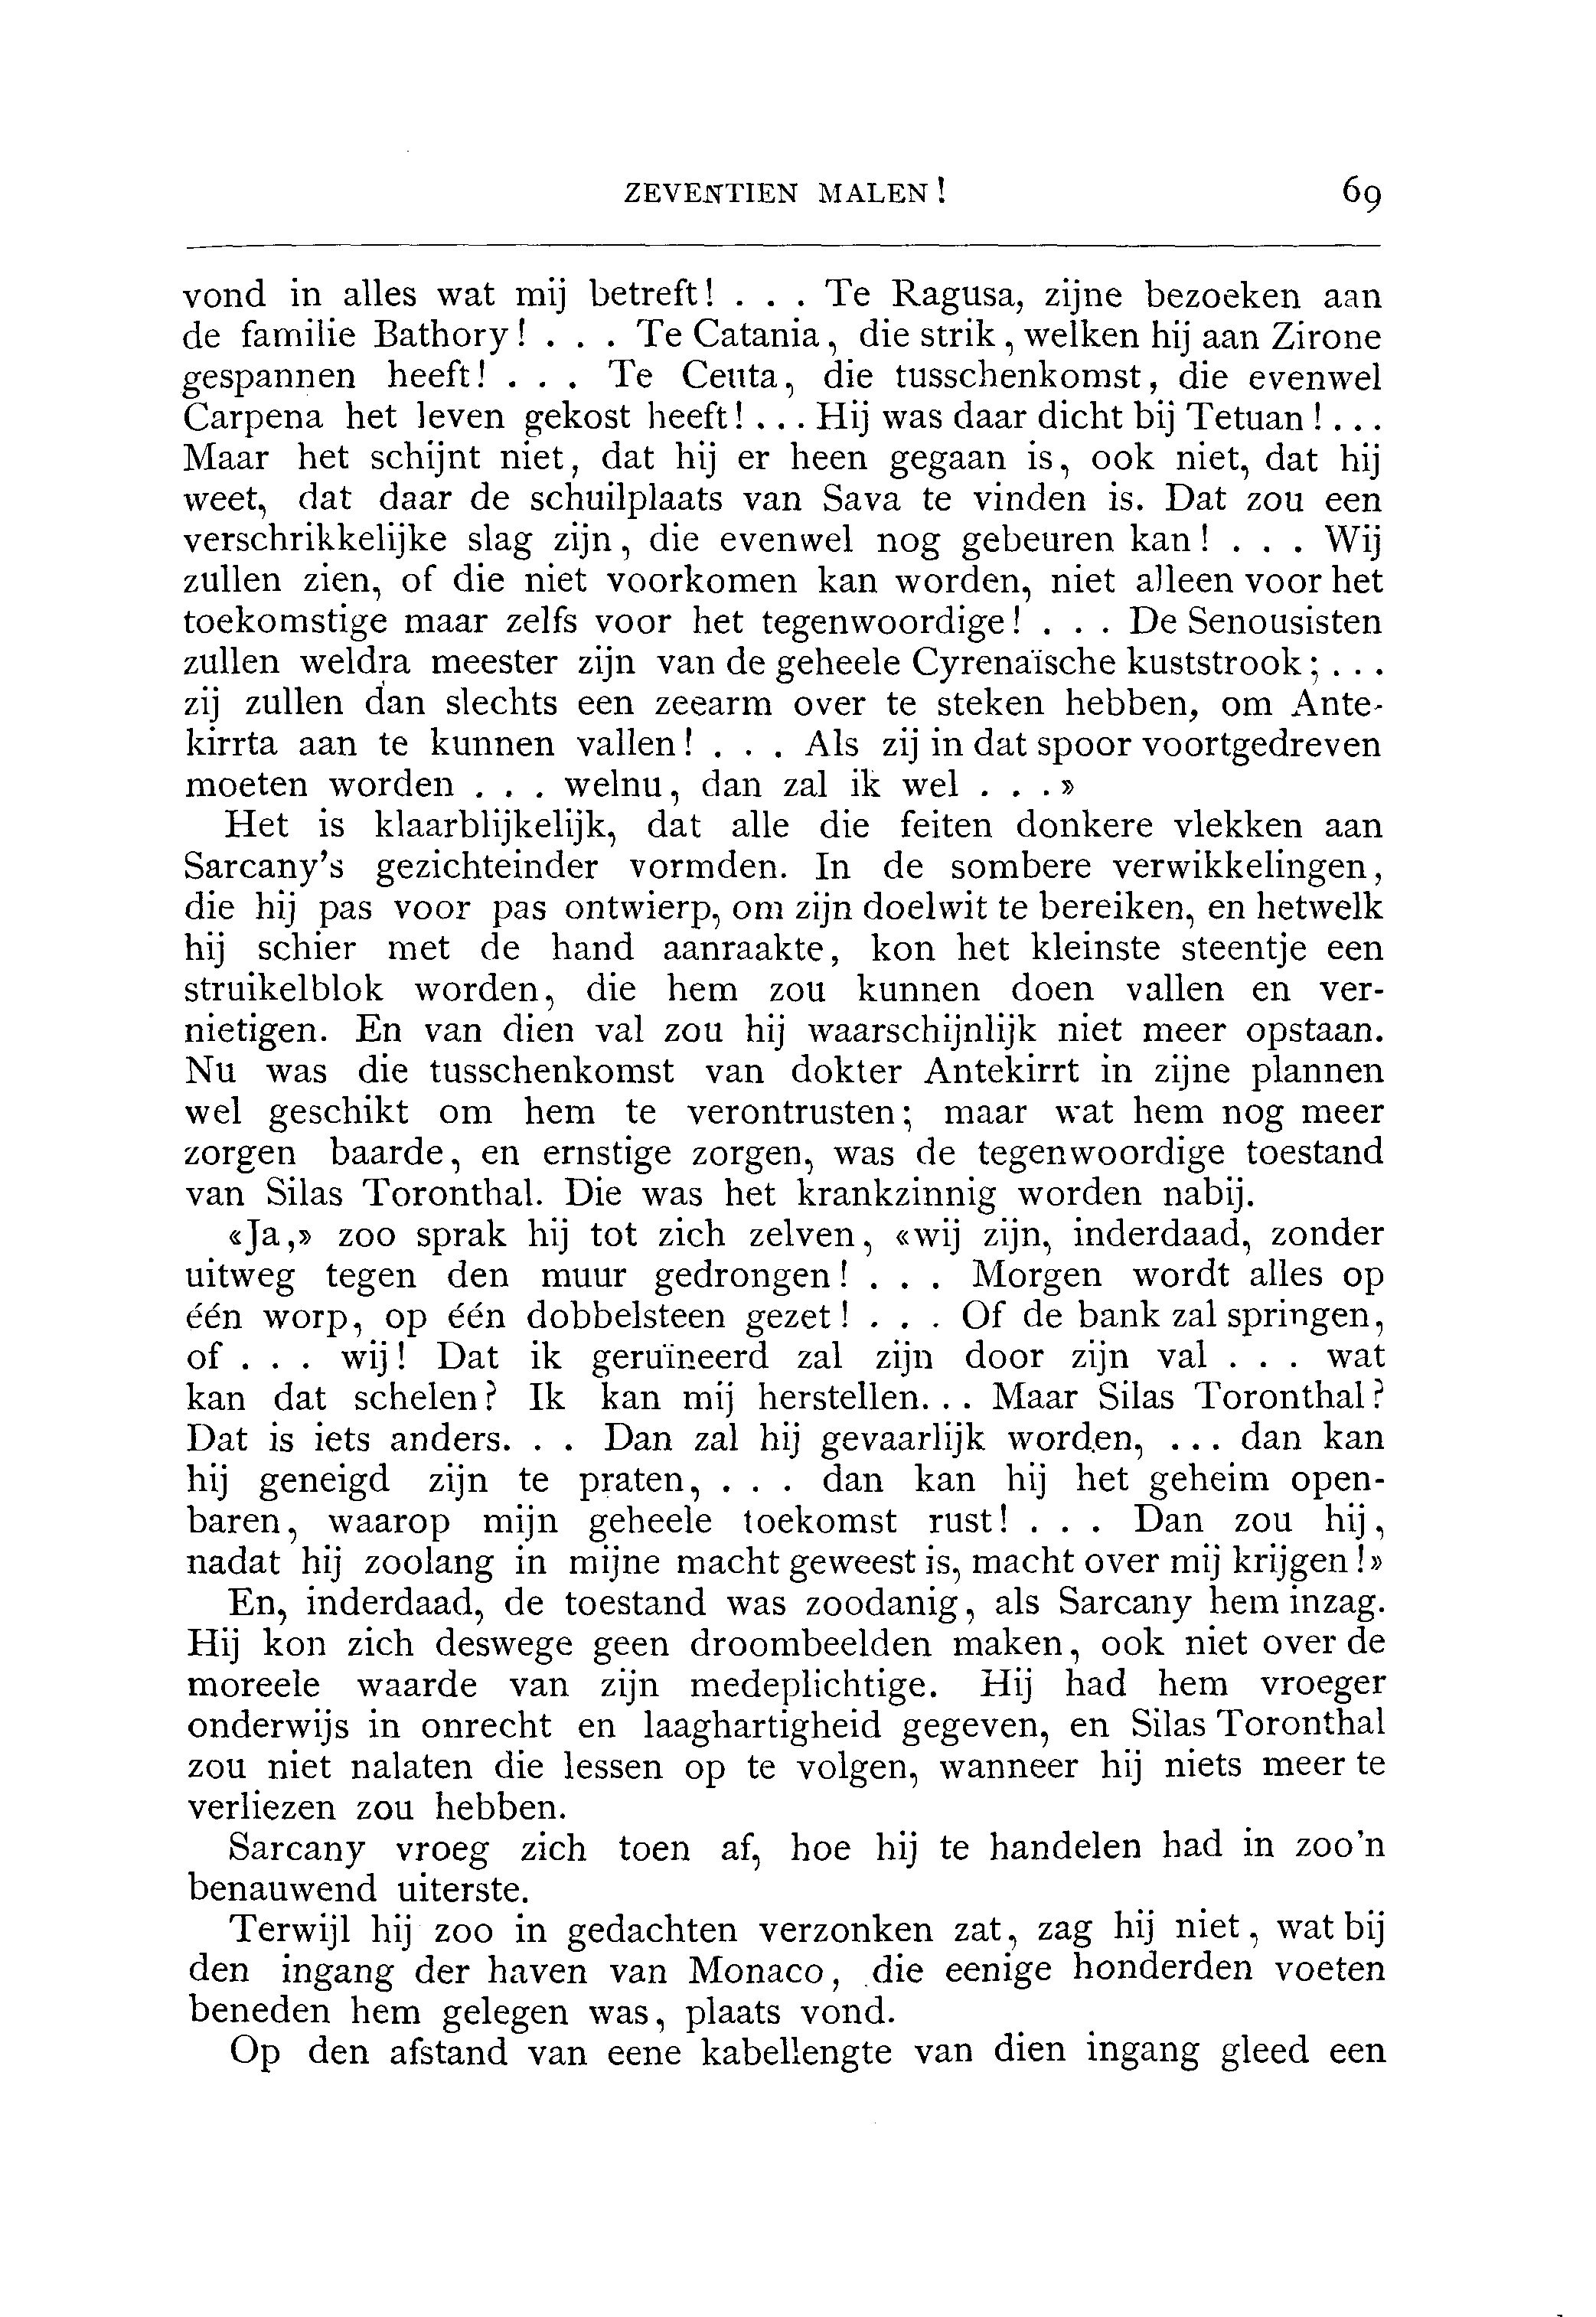 ZEVENTIEN MALEN! 69
vond in alles wat mij betreft! . . . Te Ragusa, zijne bezoeken aan
de familie Bathory! . . . Te Catania, die strik, welken hij aan Zirone
gespannen heeft! . . . Te Ceuta, die tusschenkomst, die evenwel
Carpena het leven gekost heeft! . . . Hij was daar dicht bij Tetuan! . . .
Maar het schijnt niet, dat hij er heen gegaan is, ook niet, dat hij
weet, dat daar de schuilplaats van Sava te vinden is. Dat zou een
verschrikkelijke slag zijn, die evenwel nog gebeuren kan! . . . Wij
zullen zien, of die niet voorkomen kan worden, niet alleen voor het
toekomstige maar zelfs voor het tegenwoordige! . . . De Senousisten
zullen weldra meester zijn van de geheele Cyrenaïsche kuststrook; . . .
zij zullen dan slechts een zeearm over te steken hebben, om Ante-
kirrta aan te kunnen vallen! . . . Als zij in dat spoor voortgedreven
moeten worden . . . welnu, dan zal ik wel . . . »
Het is klaarblijkelijk, dat alle die feiten donkere vlekken aan
Sarcany's gezichteinder vormden. In de sombere verwikkelingen,
die hij pas voor pas ontwierp, om zijn doelwit te bereiken, en hetwelk
hij schier met de hand aanraakte, kon het kleinste steentje een
struikelblok worden, die hem zou kunnen doen vallen en ver-
nietigen. En van dien val zou hij waarschijnlijk niet meer opstaan.
Nu was die tusschenkomst van dokter Antekirrt in zijne plannen
wel geschikt om hem te verontrusten; maar wat hem nog meer
zorgen baarde, en ernstige zorgen, was de tegenwoordige toestand
van Silas Toronthal. Die was het krankzinnig worden nabij.
«Ja,» zoo sprak hij tot zich zelven, «wij zijn, inderdaad, zonder
uitweg tegen den muur gedrongen! . . . Morgen wordt alles op
één worp, op één dobbelsteen gezet! . . . Of de bank zal springen,
of . . . wij! Dat ik geruïneerd zal zijn door zijn val . . . wat
kan dat schelen? Ik kan mij herstellen. . . Maar Silas Toronthal?
Dat is iets anders. . . Dan zal hij gevaarlijk worden, . . . dan kan
hij geneigd zijn te praten, . . . dan kan hij het geheim open-
baren, waarop mijn geheele toekomst rust! . . . Dan zou hij,
nadat hij zoolang in mijne macht geweest is, macht over mij krijgen!»
En, inderdaad, de toestand was zoodanig, als Sarcany hem inzag.
Hij kon zich deswege geen droombeelden maken, ook niet over de
moreele waarde van zijn medeplichtige. Hij had hem vroeger
onderwijs in onrecht en laaghartigheid gegeven, en Silas Toronthal
zou niet nalaten die lessen op te volgen, wanneer hij niets meer te
verliezen zou hebben.
Sarcany vroeg zich toen af, hoe hij te handelen had in zoo'n
benauwend uiterste.
Terwijl hij zoo in gedachten verzonken zat, zag hij niet, wat bij
den ingang der haven van Monaco, die eenige honderden voeten
beneden hem gelegen was, plaats vond.
Op den afstand van eene kabellengte van dien ingang gleed een